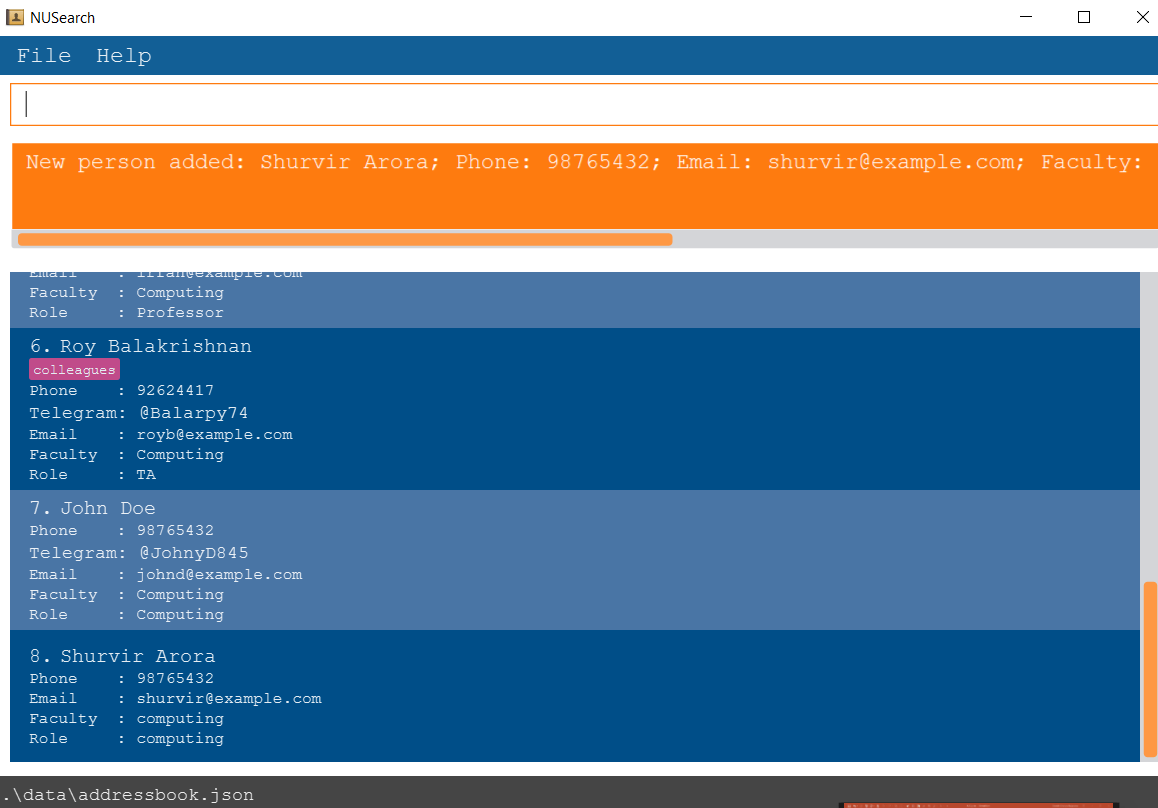 NUSearch
File Help
New person added: Shurvir Arora; Phone: 98765432; Email: shurvir@example.com; Faculty:
Email : irfan@example.com
Faculty : Computing
Role : Professor
6. Roy Balakrishnan
colleagues
Phone : 92624417
Telegram: @Balarpy74
Email : royb@example.com
Faculty : Computing
Role : TA
7. John Doe
Phone : 98765432
Telegram: @JohnyD845
Email : johnd@example.com
Faculty : Computing
Role : Computing
8. Shurvir Arora
Phone : 98765432
Email : shurvir@example.com
Faculty : computing
Role : computing
.\data\addressbook.json